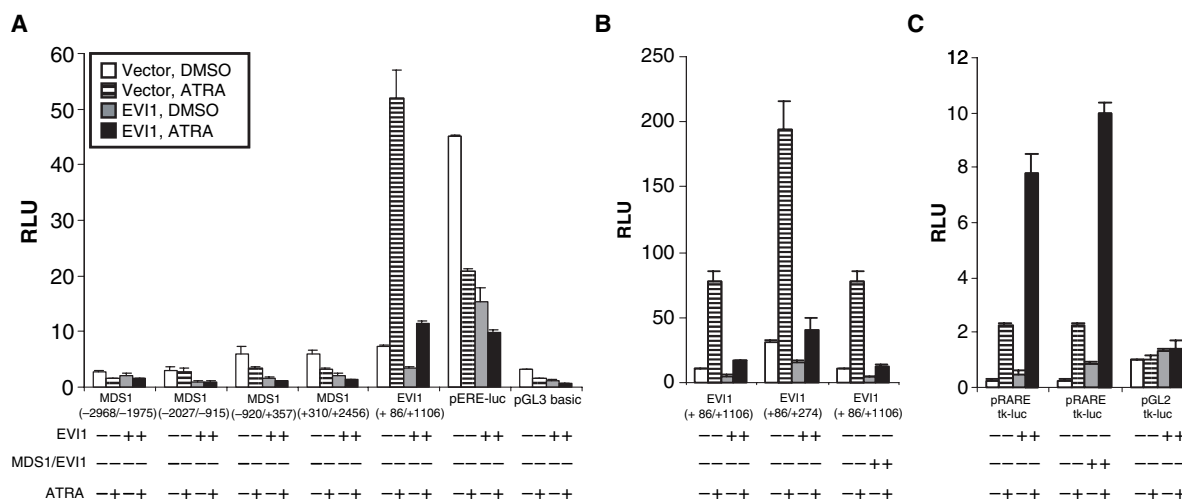 A
RLU
60
50
40
30
20
10
0
Vector, DMSO
Vector, ATRA
EVI1, DMSO
EVI1, ATRA
MDS1 (–2968/–1975)
MDS1 (–2027/–915)
MDS1 (–920/+357)
MDS1 (+310/+2456)
EVI1 (+ 86/+1106)
pERE-luc
pGL3 basic
B
RLU
250
200
150
100
50
0
EVI1 (+ 86/+1106)
EVI1 (+86/+274)
EVI1 (+ 86/+1106)
C
RLU
12
10
8
6
4
2
0
pRARE tk-luc
pRARE tk-luc
pGL2 tk-luc
EVI1 ––++ ––++ ––++ ––++ ––++ ––++ ––++ ––++ ––++ –––– ––++ –––– ––++
MDS1/EVI1 –––– –––– –––– –––– –––– –––– –––– –––– –––– ––++ –––– ––++ ––––
ATRA –+–+ –+–+ –+–+ –+–+ –+–+ –+–+ –+–+ –+–+ –+–+ –+–+ –+–+ –+–+ –+–+